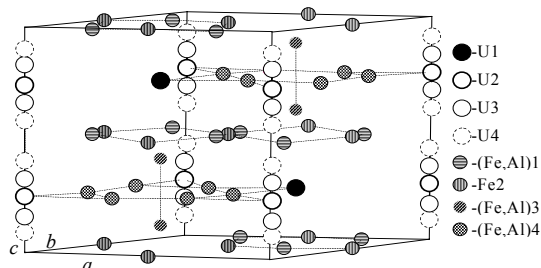 -U1
-U2
-U3
-U4
-(Fe,Al)1
-Fe2
-(Fe,Al)3
-(Fe,Al)4
c
b
a